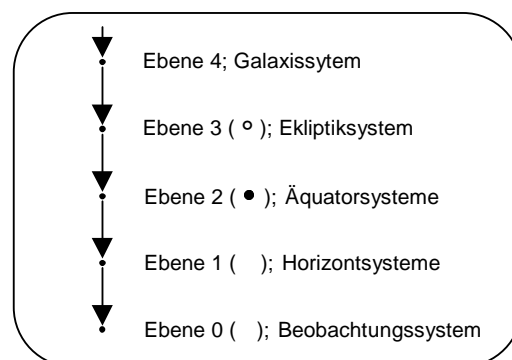 Ebene 4; Galaxissytem
Ebene 3 ( ° ); Ekliptiksystem
Ebene 2 ( • ); Äquatorsysteme
Ebene 1 (   ); Horizontsysteme
Ebene 0 (   ); Beobachtungssystem